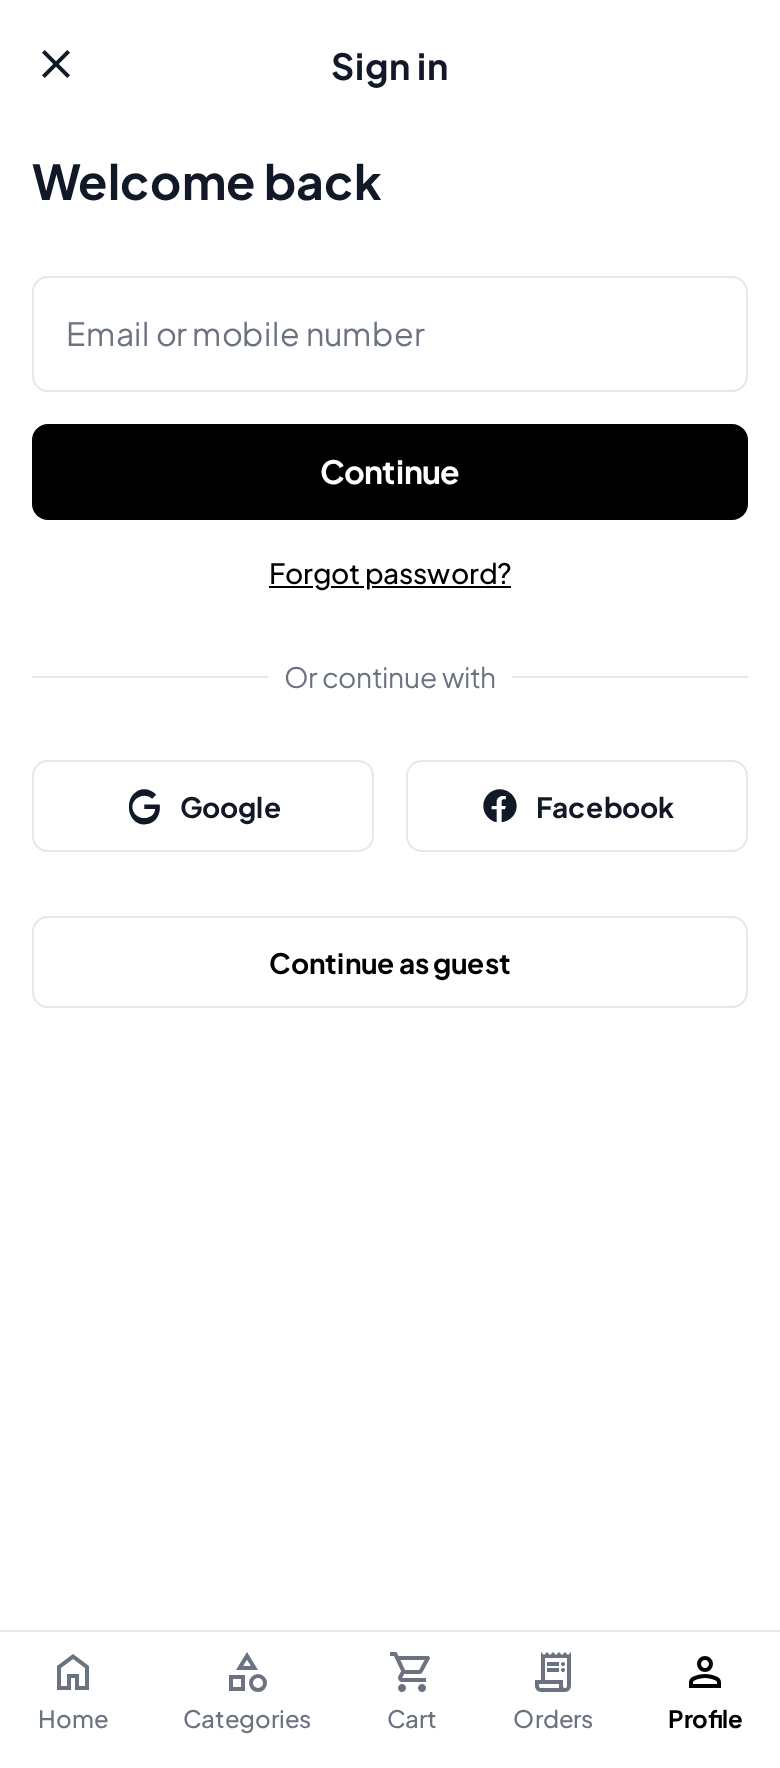 Sign in
Welcome back
Email or mobile number
Continue
Forgot password?
Or continue with
Google
Facebook
Continue as guest
Home
Categories
Cart
Orders
Profile